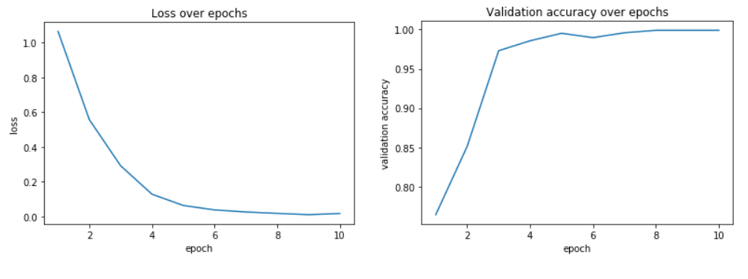 Loss over epochs
1.0
0.8
0.6
0.4
0.2
0.0
loss
2 4 6 8 10
epoch
Validation accuracy over epochs
1.00
0.95
0.90
0.85
0.80
validation accuracy
2 4 6 8 10
epoch